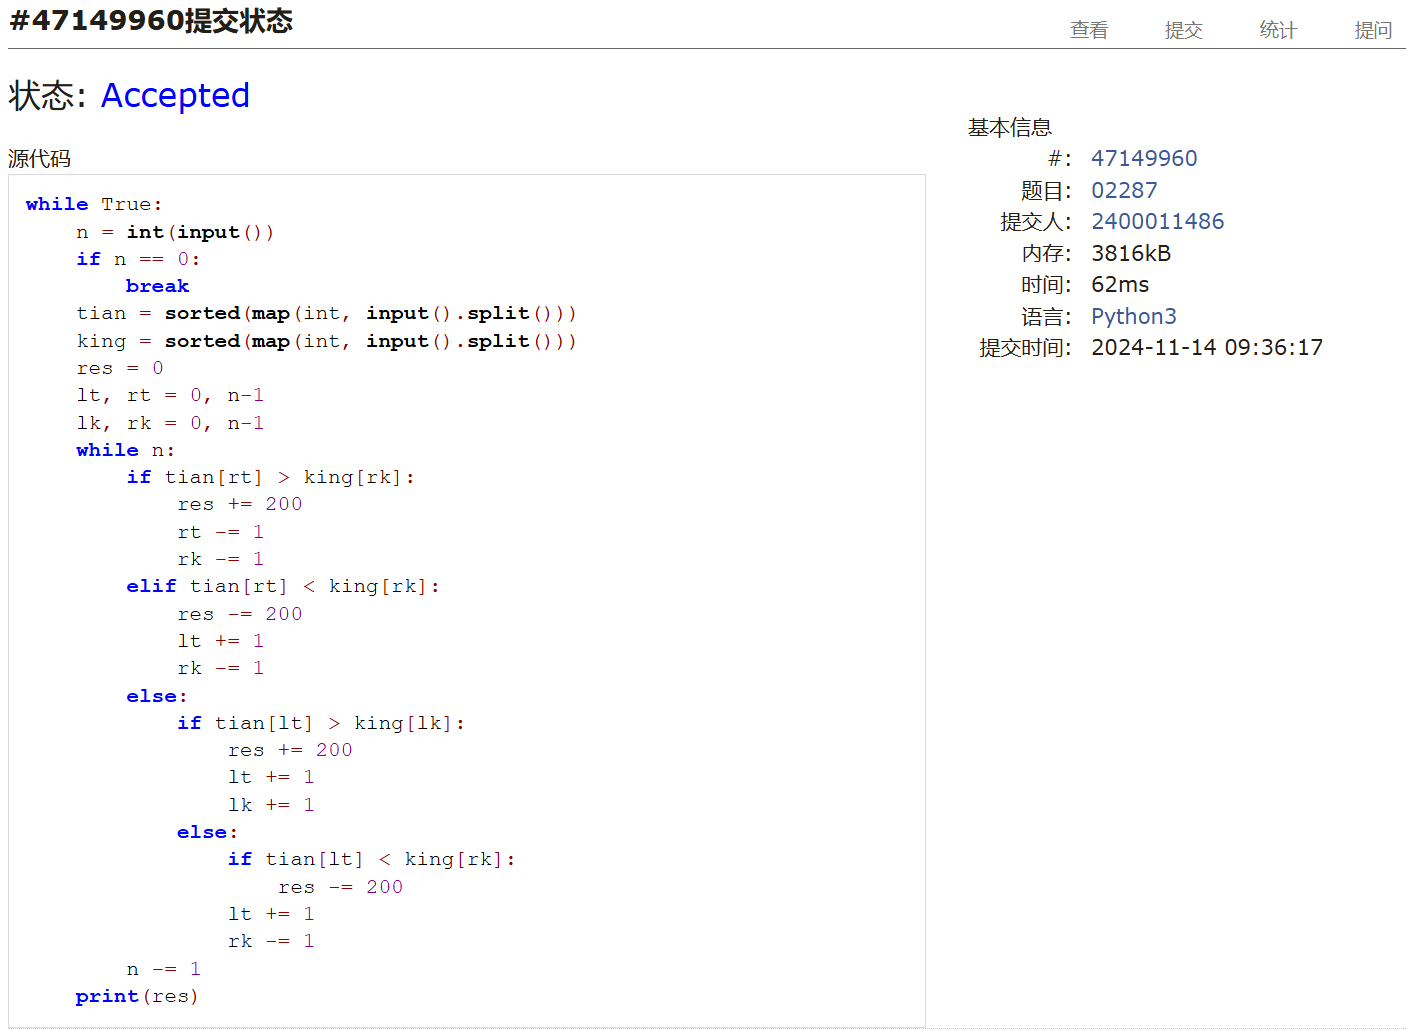 #47149960提交状态
查看 提交 统计 提问
状态: Accepted
源代码
while True:
    n = int(input())
    if n == 0:
        break
    tian = sorted(map(int, input().split()))
    king = sorted(map(int, input().split()))
    res = 0
    lt, rt = 0, n-1
    lk, rk = 0, n-1
    while n:
        if tian[rt] > king[rk]:
            res += 200
            rt -= 1
            rk -= 1
        elif tian[rt] < king[rk]:
            res -= 200
            lt += 1
            rk -= 1
        else:
            if tian[lt] > king[lk]:
                res += 200
                lt += 1
                lk += 1
            else:
                if tian[lt] < king[rk]:
                    res -= 200
                lt += 1
                rk -= 1
        n -= 1
    print(res)
基本信息
#: 47149960
题目: 02287
提交人: 2400011486
内存: 3816kB
时间: 62ms
语言: Python3
提交时间: 2024-11-14 09:36:17